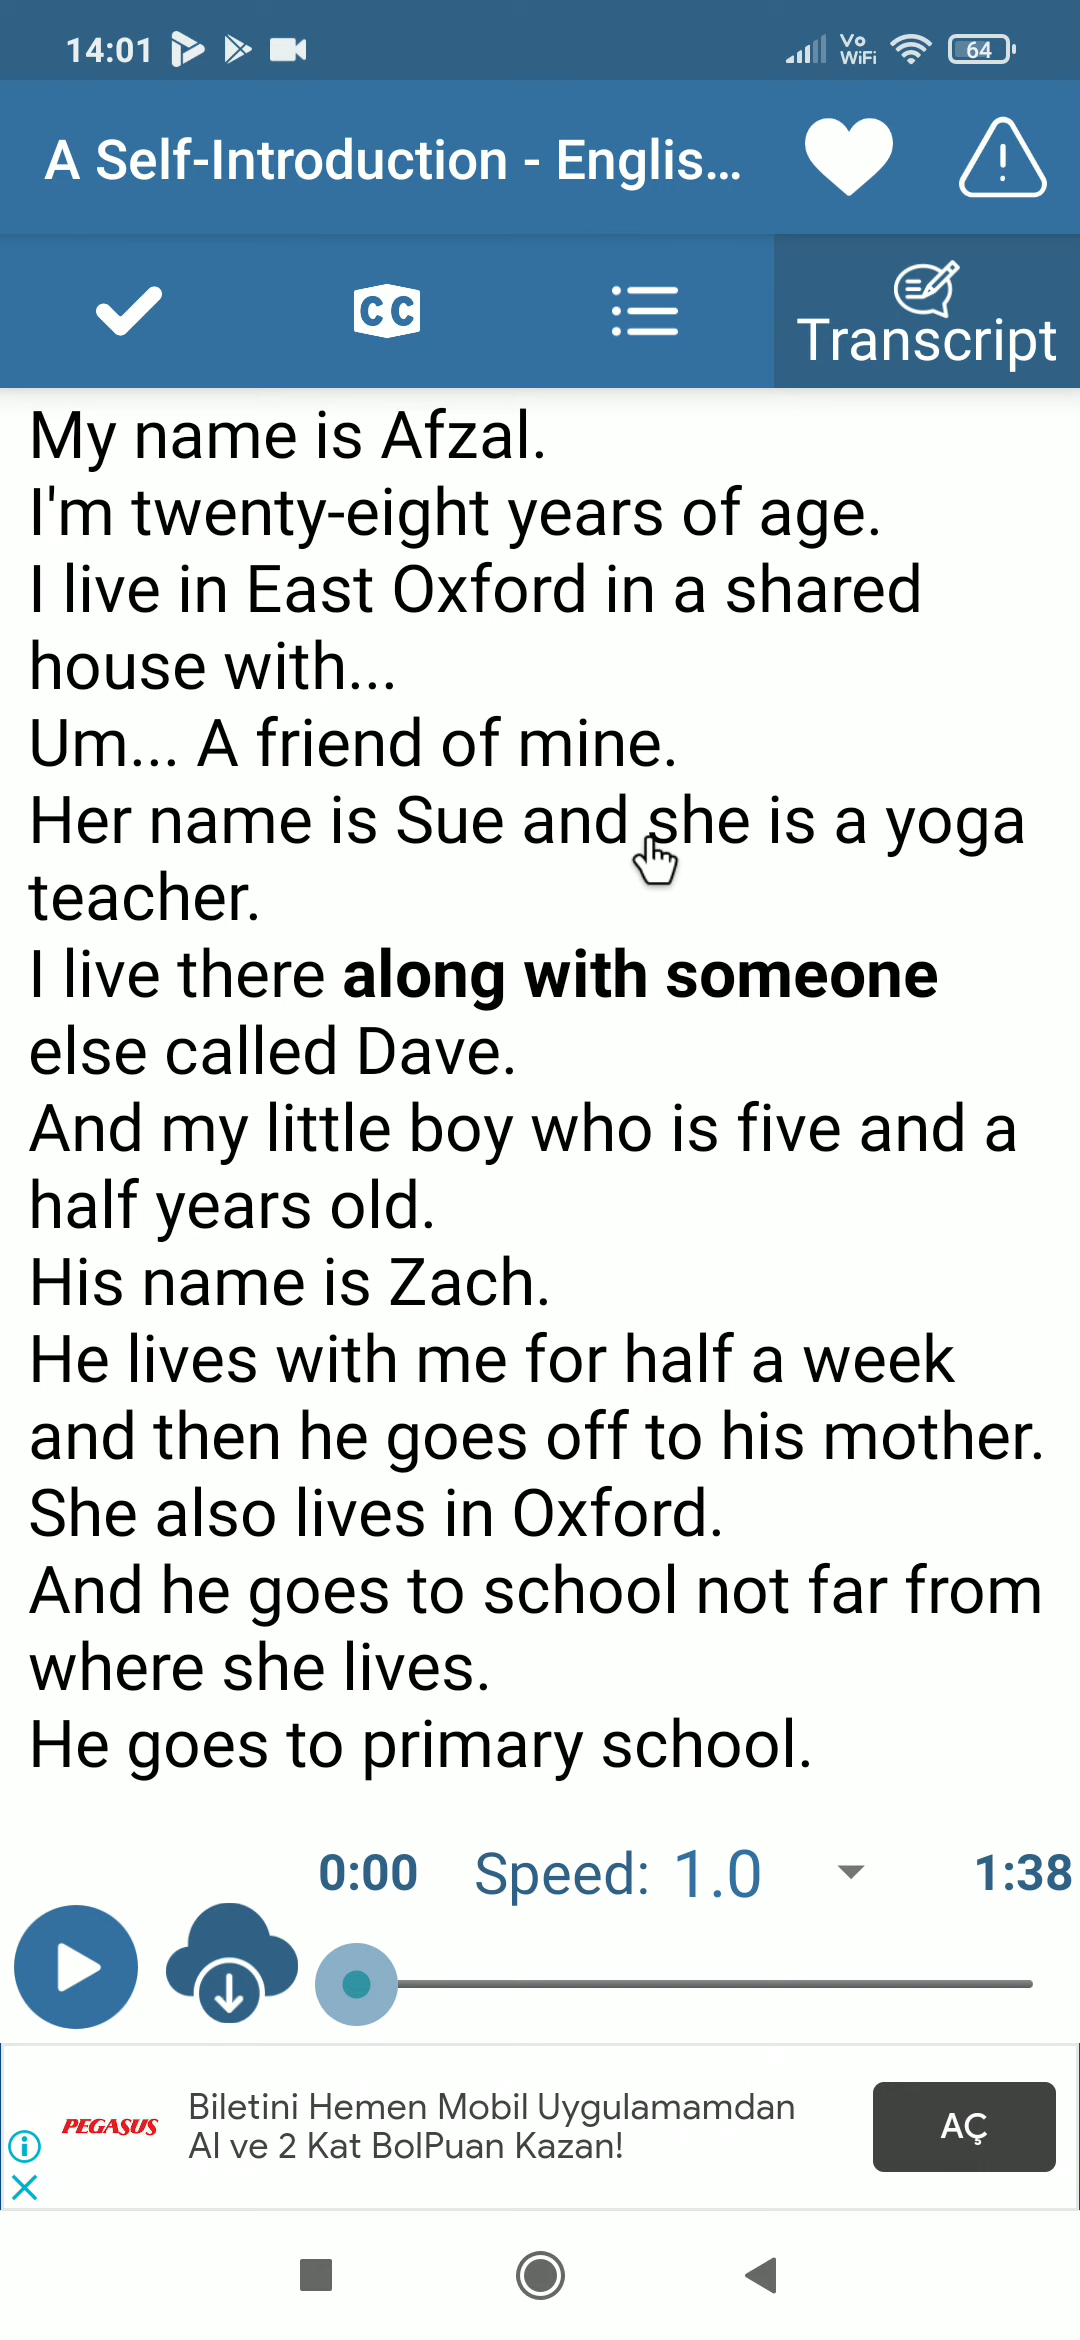 14:01
Vo
WiFi
64
A Self-Introduction - Englis...
CC
Transcript
My name is Afzal.
I'm twenty-eight years of age.
I live in East Oxford in a shared
house with...
Um... A friend of mine.
Her name is Sue and she is a yoga
teacher.
I live there along with someone
else called Dave.
And my little boy who is five and a
half years old.
His name is Zach.
He lives with me for half a week
and then he goes off to his mother.
She also lives in Oxford.
And he goes to school not far from
where she lives.
He goes to primary school.
0:00 Speed: 1.0 1:38
PEGASUS
Biletini Hemen Mobil Uygulamamdan
Al ve 2 Kat BolPuan Kazan!
AÇ